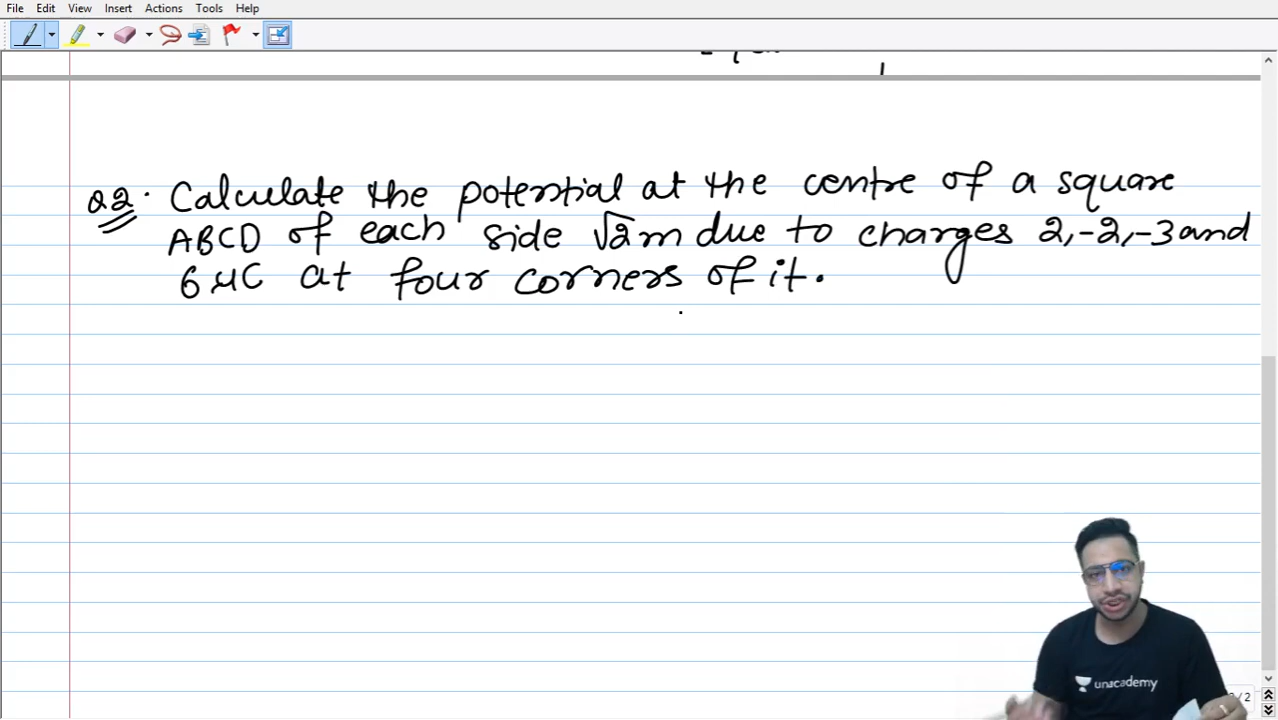 File Edit View Insert Actions Tools Help
Q2. Calculate the potential at the centre of a square
ABCD of each side √2m due to charges 2,-2,-3 and
6 μC at four corners of it.
unacademy